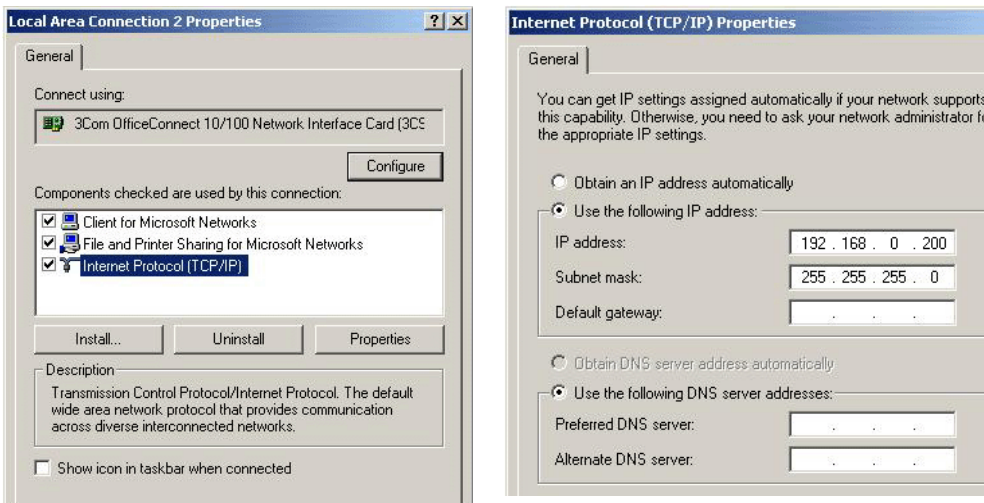 Local Area Connection 2 Properties
General
Connect using:
3Com OfficeConnect 10/100 Network Interface Card (3CS
Configure
Components checked are used by this connection:
Client for Microsoft Networks
File and Printer Sharing for Microsoft Networks
Internet Protocol (TCP/IP)
Install...
Uninstall
Properties
Description
Transmission Control Protocol/Internet Protocol. The default
wide area network protocol that provides communication
across diverse interconnected networks.
Show icon in taskbar when connected
Internet Protocol (TCP/IP) Properties
General
You can get IP settings assigned automatically if your network supports
this capability. Otherwise, you need to ask your network administrator
the appropriate IP settings.
Obtain an IP address automatically
Use the following IP address:
IP address:
192 . 168 . 0 . 200
Subnet mask:
255 . 255 . 255 . 0
Default gateway:
. . .
Obtain DNS server address automatically
Use the following DNS server addresses:
Preferred DNS server:
. . .
Alternate DNS server:
. . .